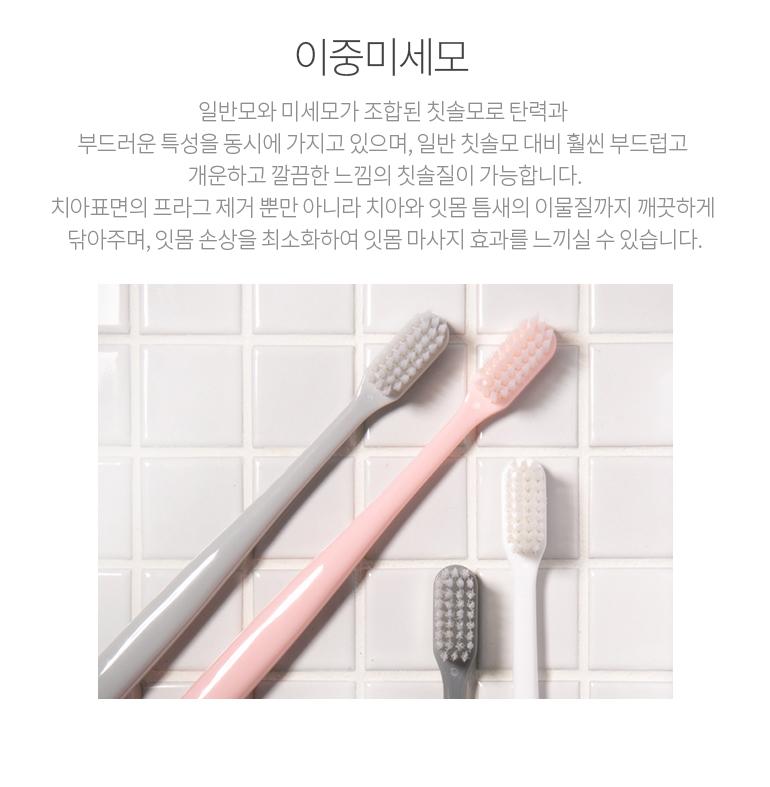 이중미세모
일반모와 미세모가 조합된 칫솔모로 탄력과
부드러운 특성을 동시에 가지고 있으며, 일반 칫솔모 대비 훨씬 부드럽고
개운하고 깔끔한 느낌의 칫솔질이 가능합니다.
치아표면의 프라그 제거 뿐만 아니라 치아와 잇몸 틈새의 이물질까지 깨끗하게
닦아주며, 잇몸 손상을 최소화하여 잇몸 마사지 효과를 느끼실 수 있습니다.